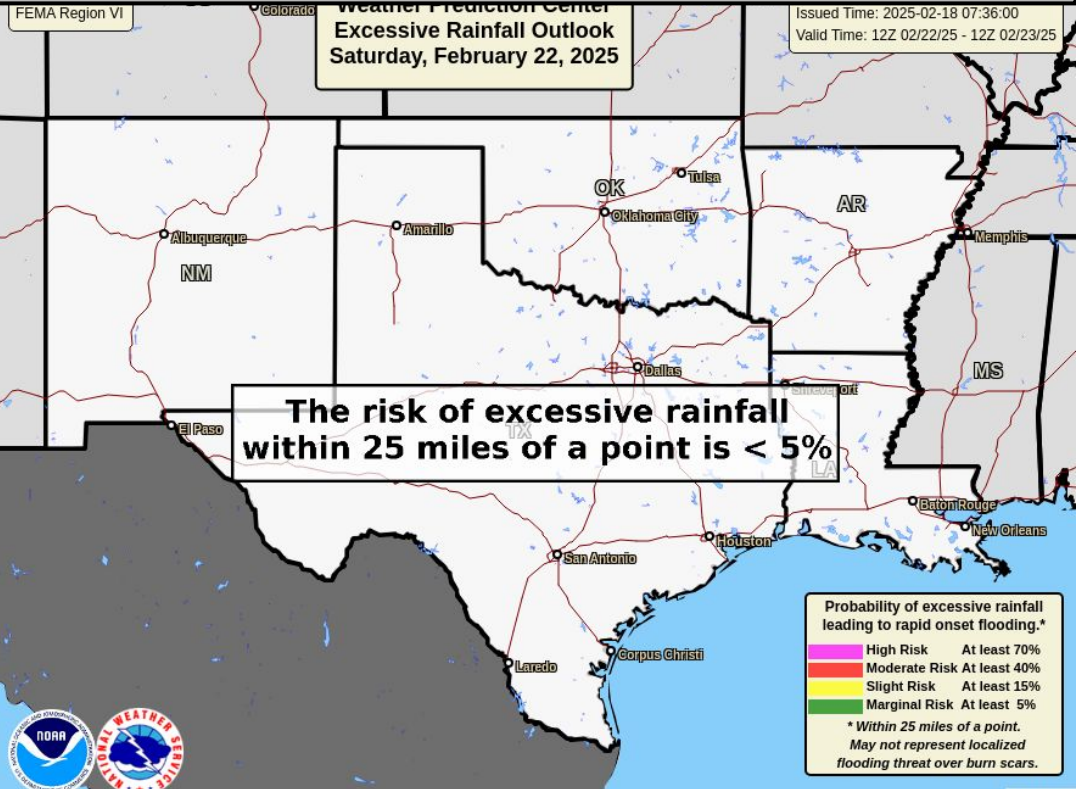 FEMA Region VI
Weather Prediction Center
Excessive Rainfall Outlook
Saturday, February 22, 2025
Issued Time: 2025-02-18 07:36:00
Valid Time: 12Z 02/22/25 - 12Z 02/23/25
Colorado
Tulsa
OK
Oklahoma City
AR
Amarillo
Albuquerque
Memphis
NM
Dallas
MS
Shreveport
The risk of excessive rainfall
within 25 miles of a point is < 5%
TX
El Paso
LA
Baton Rouge
New Orleans
Houston
San Antonio
Corpus Christi
Laredo
Probability of excessive rainfall
leading to rapid onset flooding.*
High Risk At least 70%
Moderate Risk At least 40%
Slight Risk At least 15%
Marginal Risk At least 5%
* Within 25 miles of a point.
May not represent localized
flooding threat over burn scars.
NOAA
NATIONAL WEATHER SERVICE